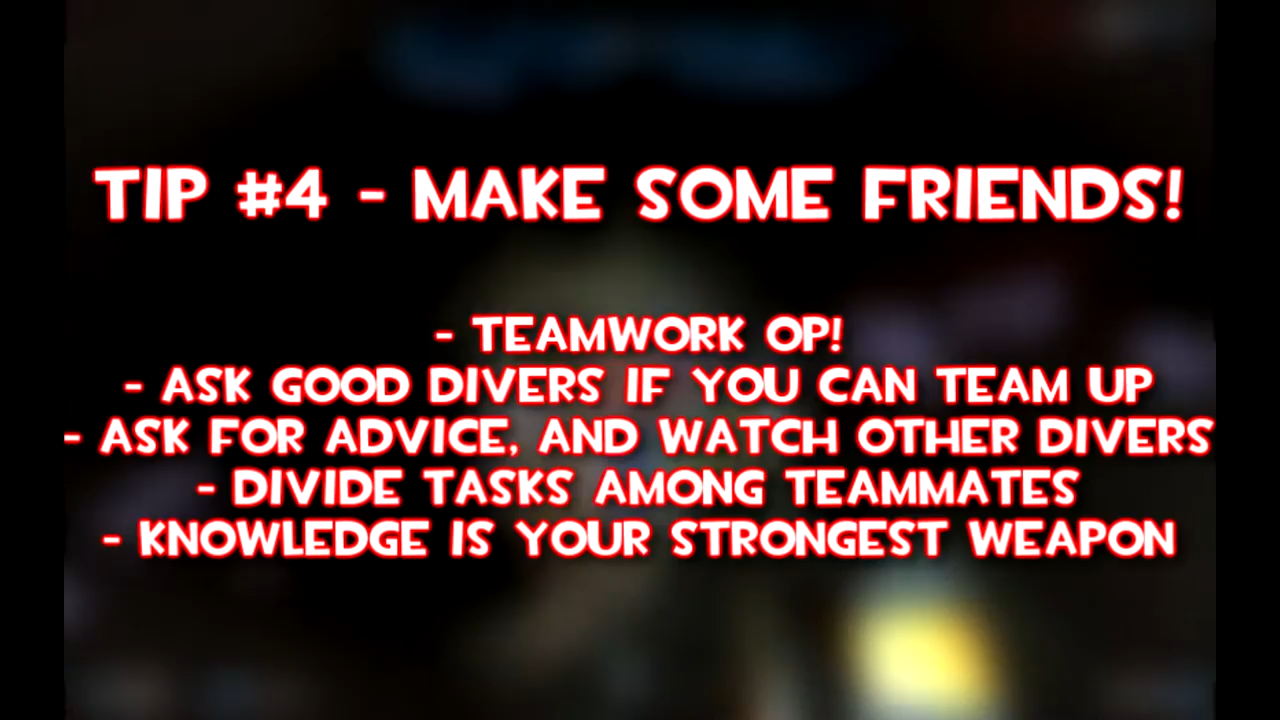 TIP #4 - MAKE SOME FRIENDS!
- TEAMWORK OP!
- ASK GOOD DIVERS IF YOU CAN TEAM UP
- ASK FOR ADVICE, AND WATCH OTHER DIVERS
- DIVIDE TASKS AMONG TEAMMATES
- KNOWLEDGE IS YOUR STRONGEST WEAPON